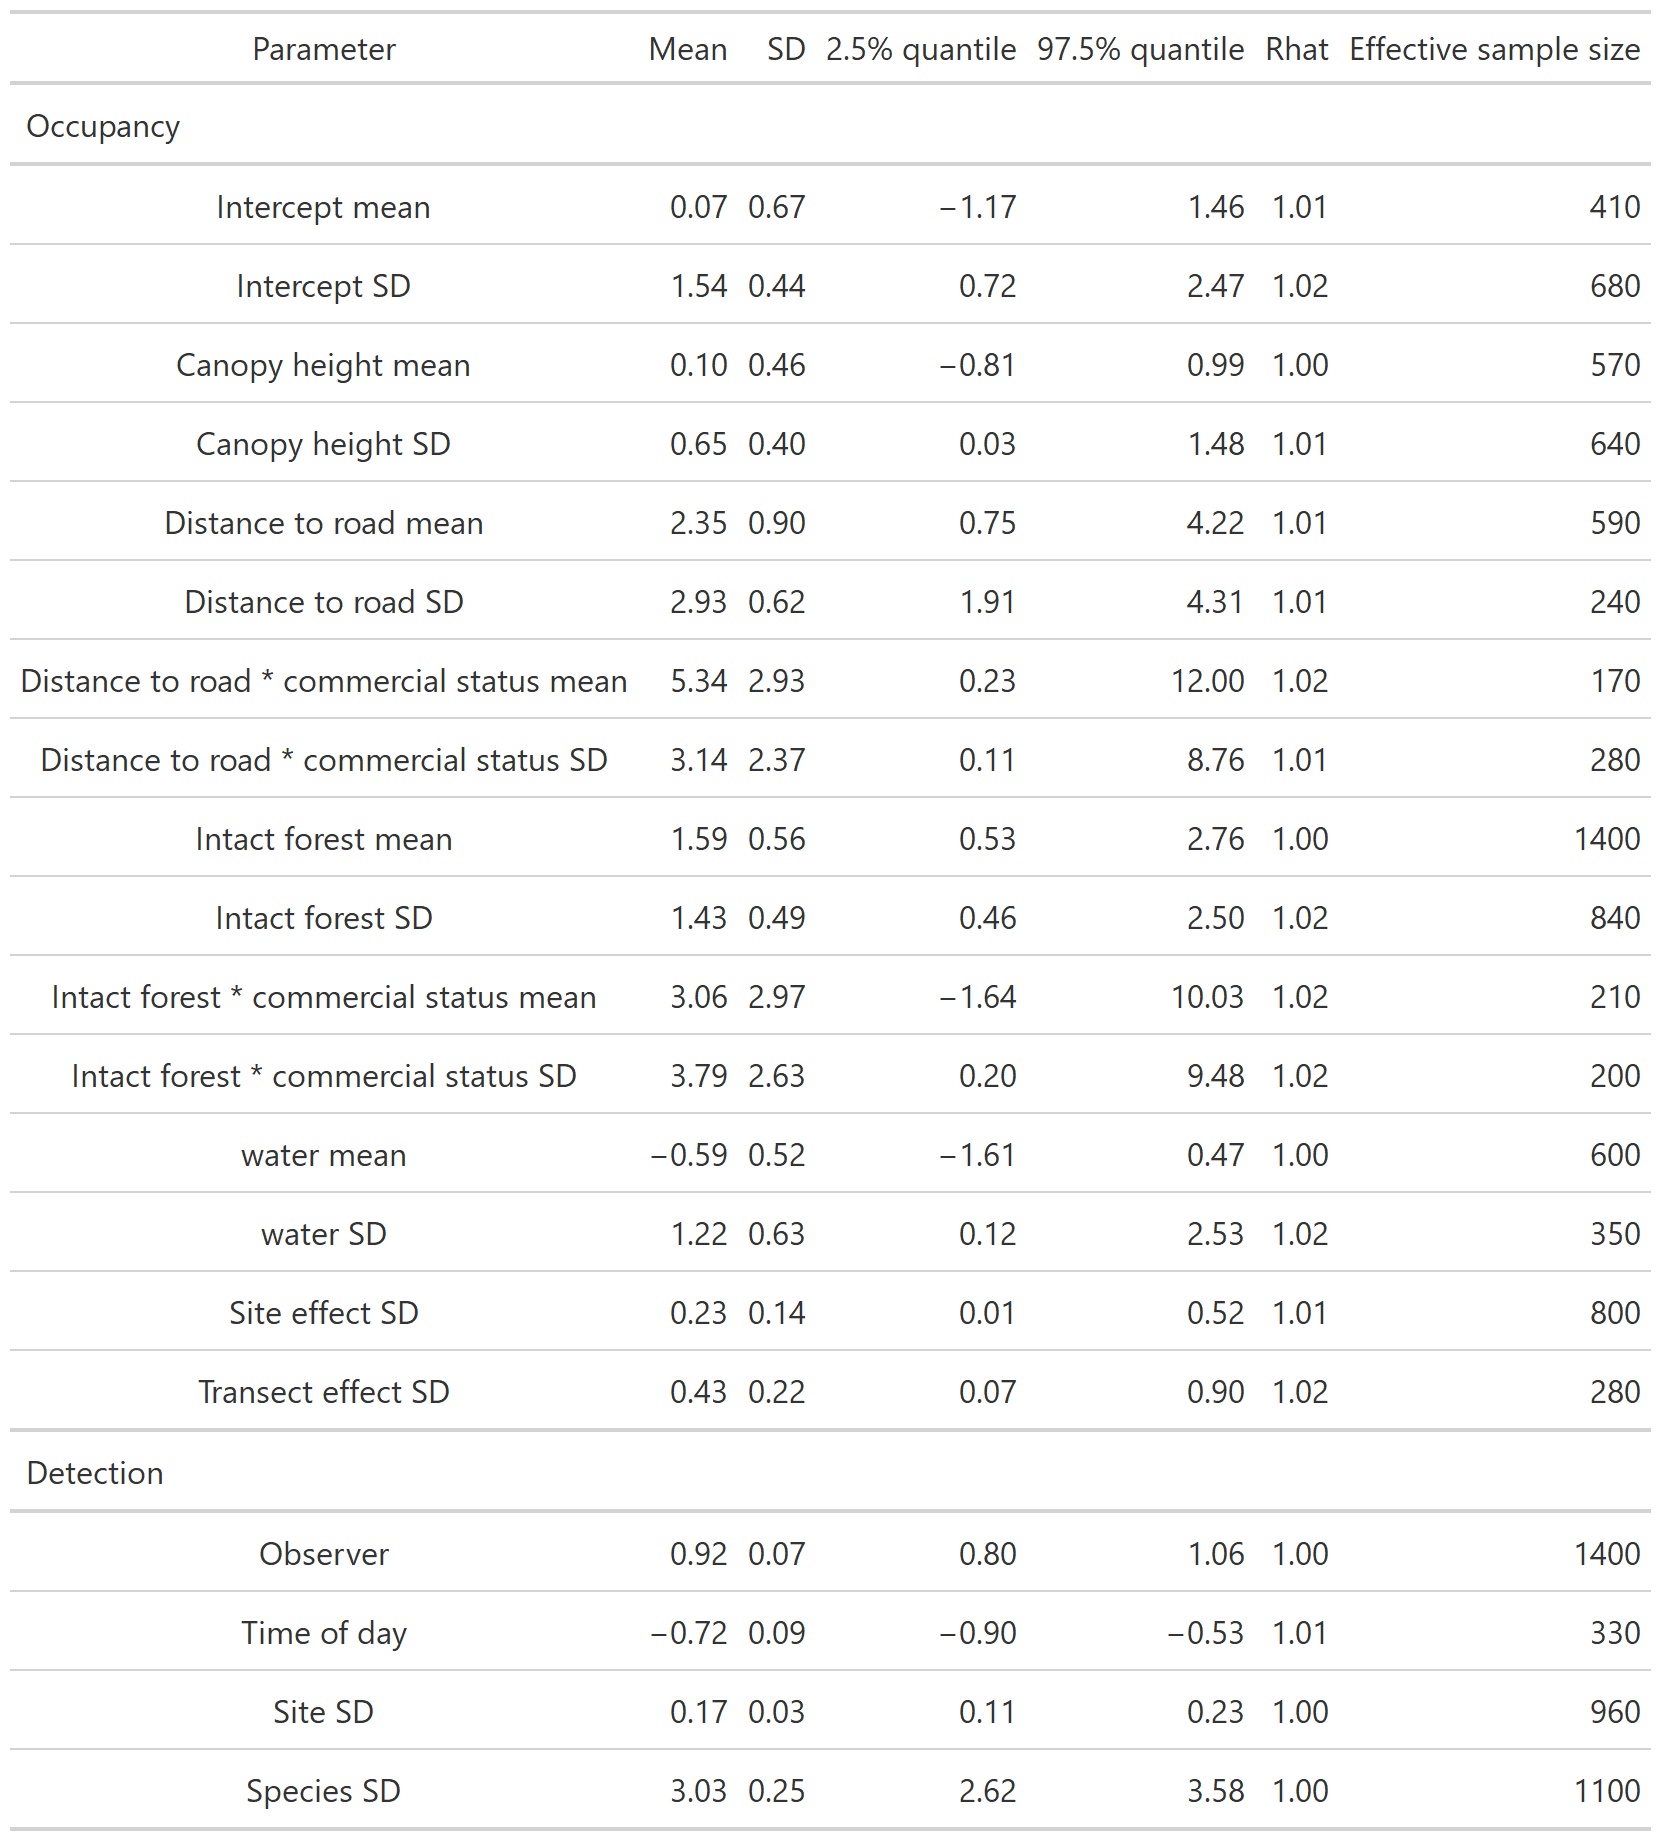 Parameter Mean SD 2.5% quantile 97.5% quantile Rhat Effective sample size
Occupancy
Intercept mean 0.07 0.67 −1.17 1.46 1.01 410
Intercept SD 1.54 0.44 0.72 2.47 1.02 680
Canopy height mean 0.10 0.46 −0.81 0.99 1.00 570
Canopy height SD 0.65 0.40 0.03 1.48 1.01 640
Distance to road mean 2.35 0.90 0.75 4.22 1.01 590
Distance to road SD 2.93 0.62 1.91 4.31 1.01 240
Distance to road * commercial status mean 5.34 2.93 0.23 12.00 1.02 170
Distance to road * commercial status SD 3.14 2.37 0.11 8.76 1.01 280
Intact forest mean 1.59 0.56 0.53 2.76 1.00 1400
Intact forest SD 1.43 0.49 0.46 2.50 1.02 840
Intact forest * commercial status mean 3.06 2.97 −1.64 10.03 1.02 210
Intact forest * commercial status SD 3.79 2.63 0.20 9.48 1.02 200
water mean −0.59 0.52 −1.61 0.47 1.00 600
water SD 1.22 0.63 0.12 2.53 1.02 350
Site effect SD 0.23 0.14 0.01 0.52 1.01 800
Transect effect SD 0.43 0.22 0.07 0.90 1.02 280
Detection
Observer 0.92 0.07 0.80 1.06 1.00 1400
Time of day −0.72 0.09 −0.90 −0.53 1.01 330
Site SD 0.17 0.03 0.11 0.23 1.00 960
Species SD 3.03 0.25 2.62 3.58 1.00 1100